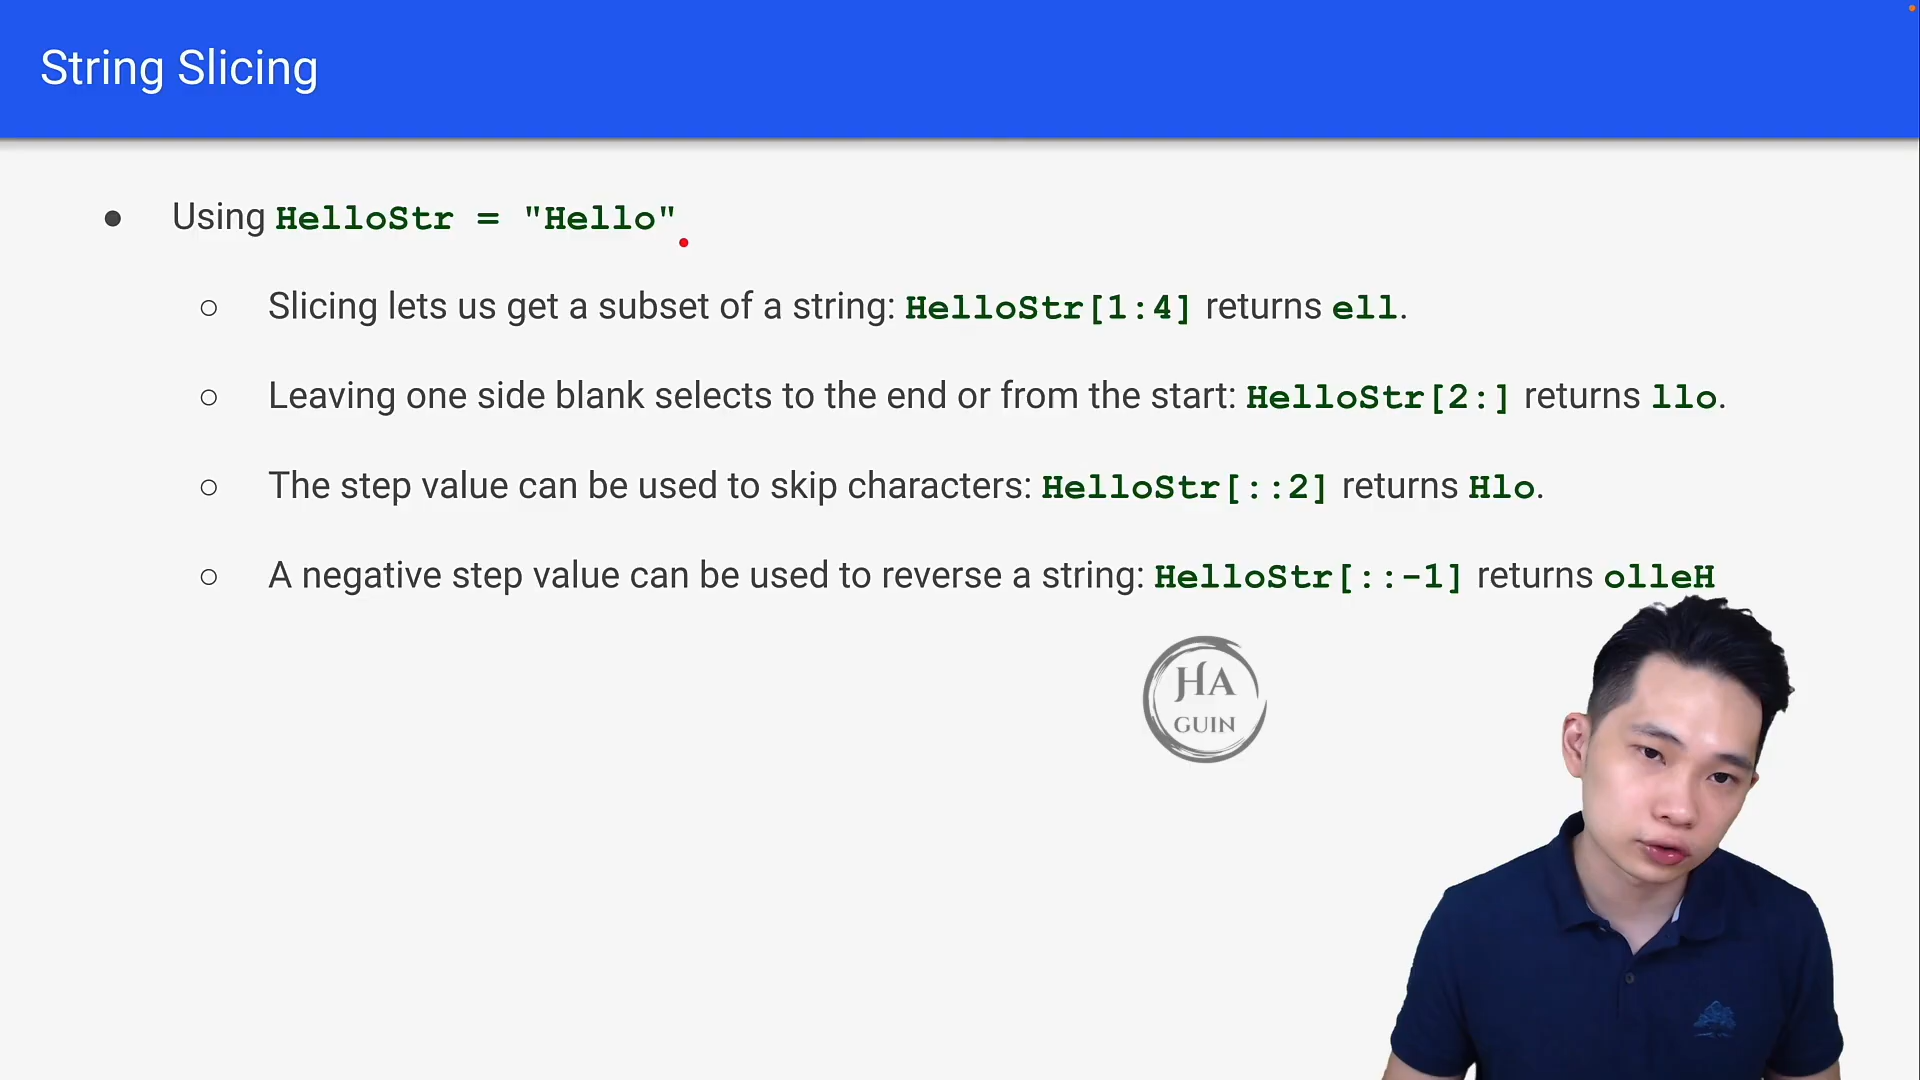 String Slicing
● Using HelloStr = "Hello"
○ Slicing lets us get a subset of a string: HelloStr[1:4] returns ell.
○ Leaving one side blank selects to the end or from the start: HelloStr[2:] returns llo.
○ The step value can be used to skip characters: HelloStr[::2] returns Hlo.
○ A negative step value can be used to reverse a string: HelloStr[::-1] returns olleH
HA
GUIN